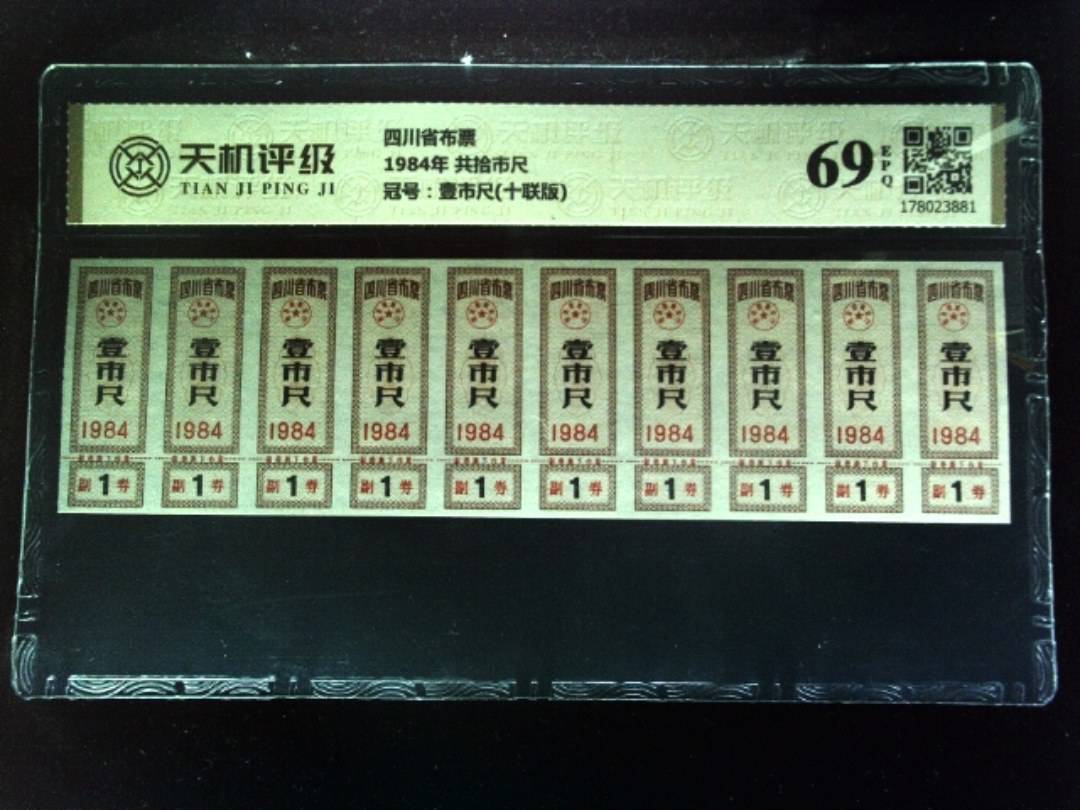 天机评级
TIAN JI PING JI
四川省布票
1984年 共拾市尺
冠号：壹市尺(十联版)
69
EPQ
178023881
四川省布票 四川省布票 四川省布票 四川省布票 四川省布票 四川省布票 四川省布票 四川省布票 四川省布票 四川省布票
壹市尺 壹市尺 壹市尺 壹市尺 壹市尺 壹市尺 壹市尺 壹市尺 壹市尺 壹市尺
1984 1984 1984 1984 1984 1984 1984 1984 1984 1984
副1券 副1券 副1券 副1券 副1券 副1券 副1券 副1券 副1券 副1券